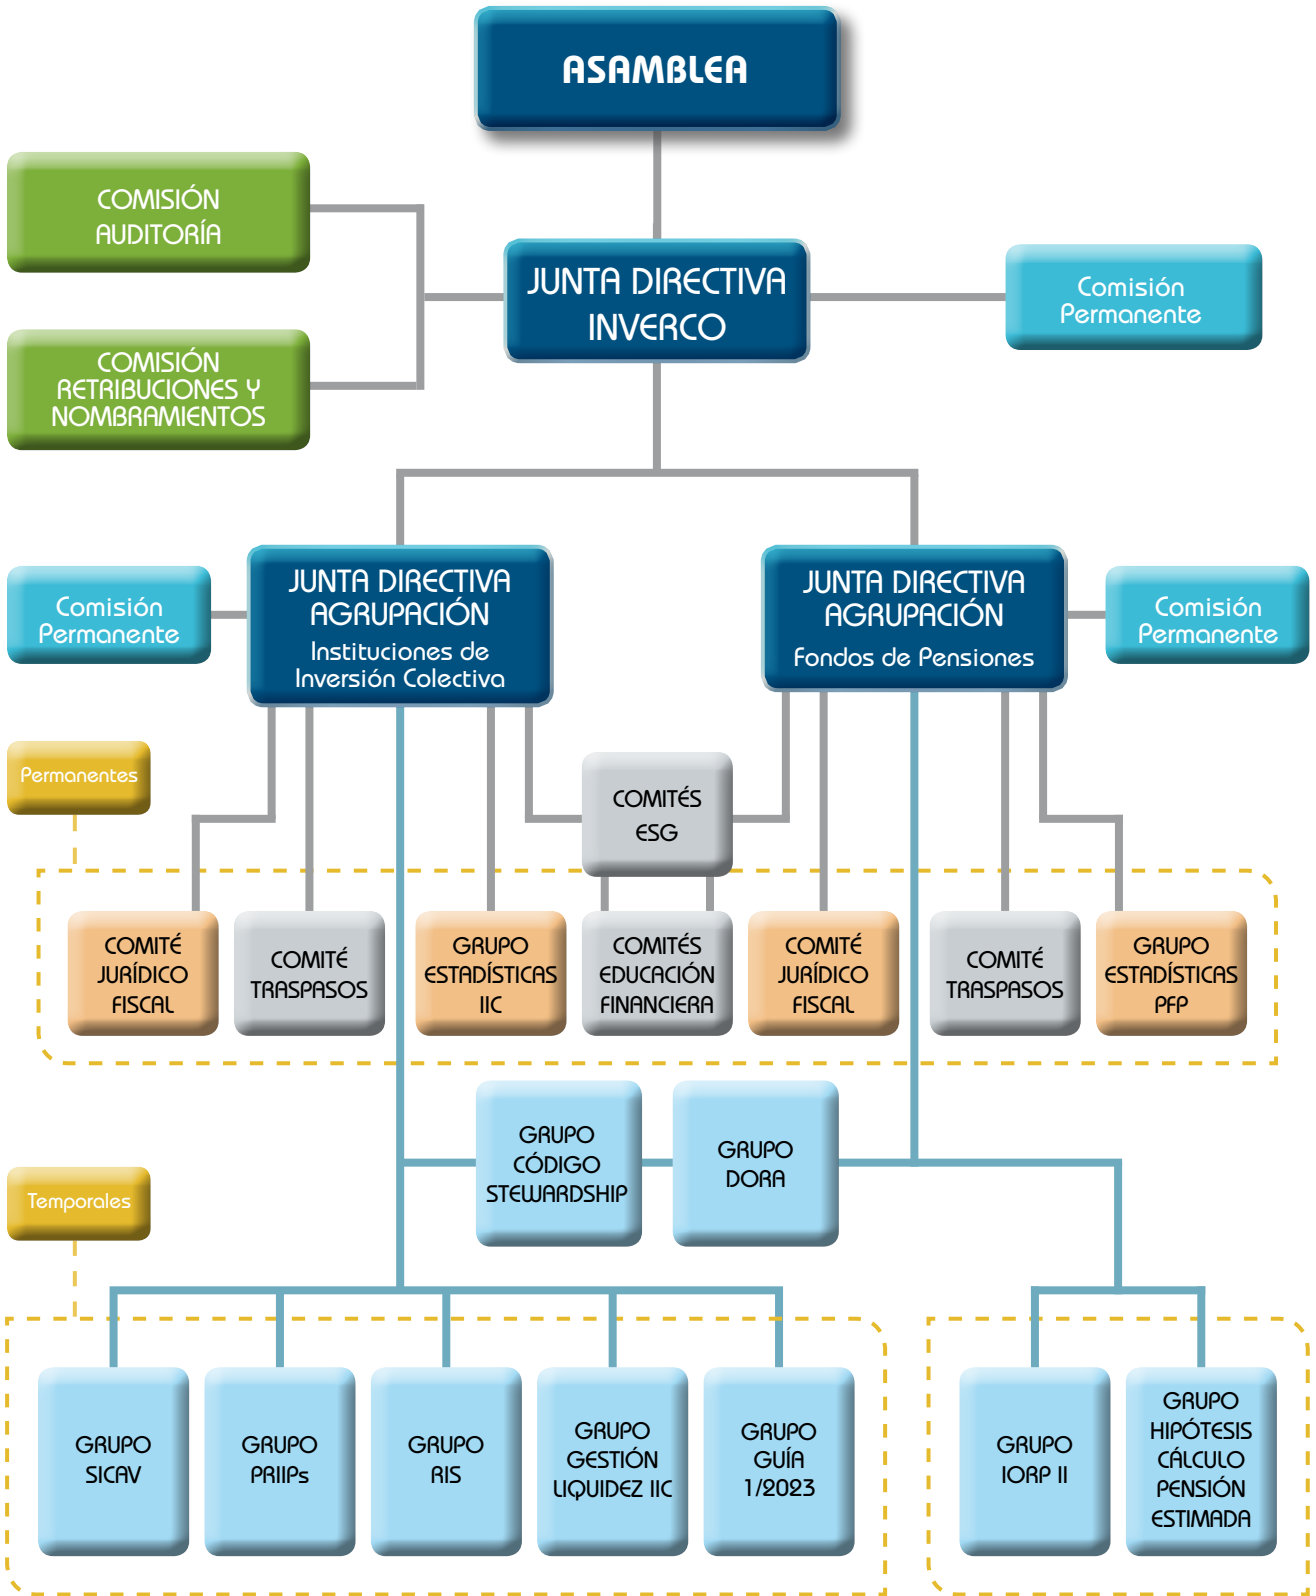 ASAMBLEA
COMISIÓN
AUDITORÍA
JUNTA DIRECTIVA
INVERCO
Comisión
Permanente
COMISIÓN
RETRIBUCIONES Y
NOMBRAMIENTOS
Comisión
Permanente
JUNTA DIRECTIVA
AGRUPACIÓN
Instituciones de
Inversión Colectiva
JUNTA DIRECTIVA
AGRUPACIÓN
Fondos de Pensiones
Comisión
Permanente
Permanentes
COMITÉS
ESG
COMITÉ
JURÍDICO
FISCAL
COMITÉ
TRASPASOS
GRUPO
ESTADÍSTICAS
IIC
COMITÉS
EDUCACIÓN
FINANCIERA
COMITÉ
JURÍDICO
FISCAL
COMITÉ
TRASPASOS
GRUPO
ESTADÍSTICAS
PFP
GRUPO
CÓDIGO
STEWARDSHIP
GRUPO
DORA
Temporales
GRUPO
SICAV
GRUPO
PRIIPs
GRUPO
RIS
GRUPO
GESTIÓN
LIQUIDEZ IIC
GRUPO
GUÍA
1/2023
GRUPO
IORP II
GRUPO
HIPÓTESIS
CÁLCULO
PENSIÓN
ESTIMADA